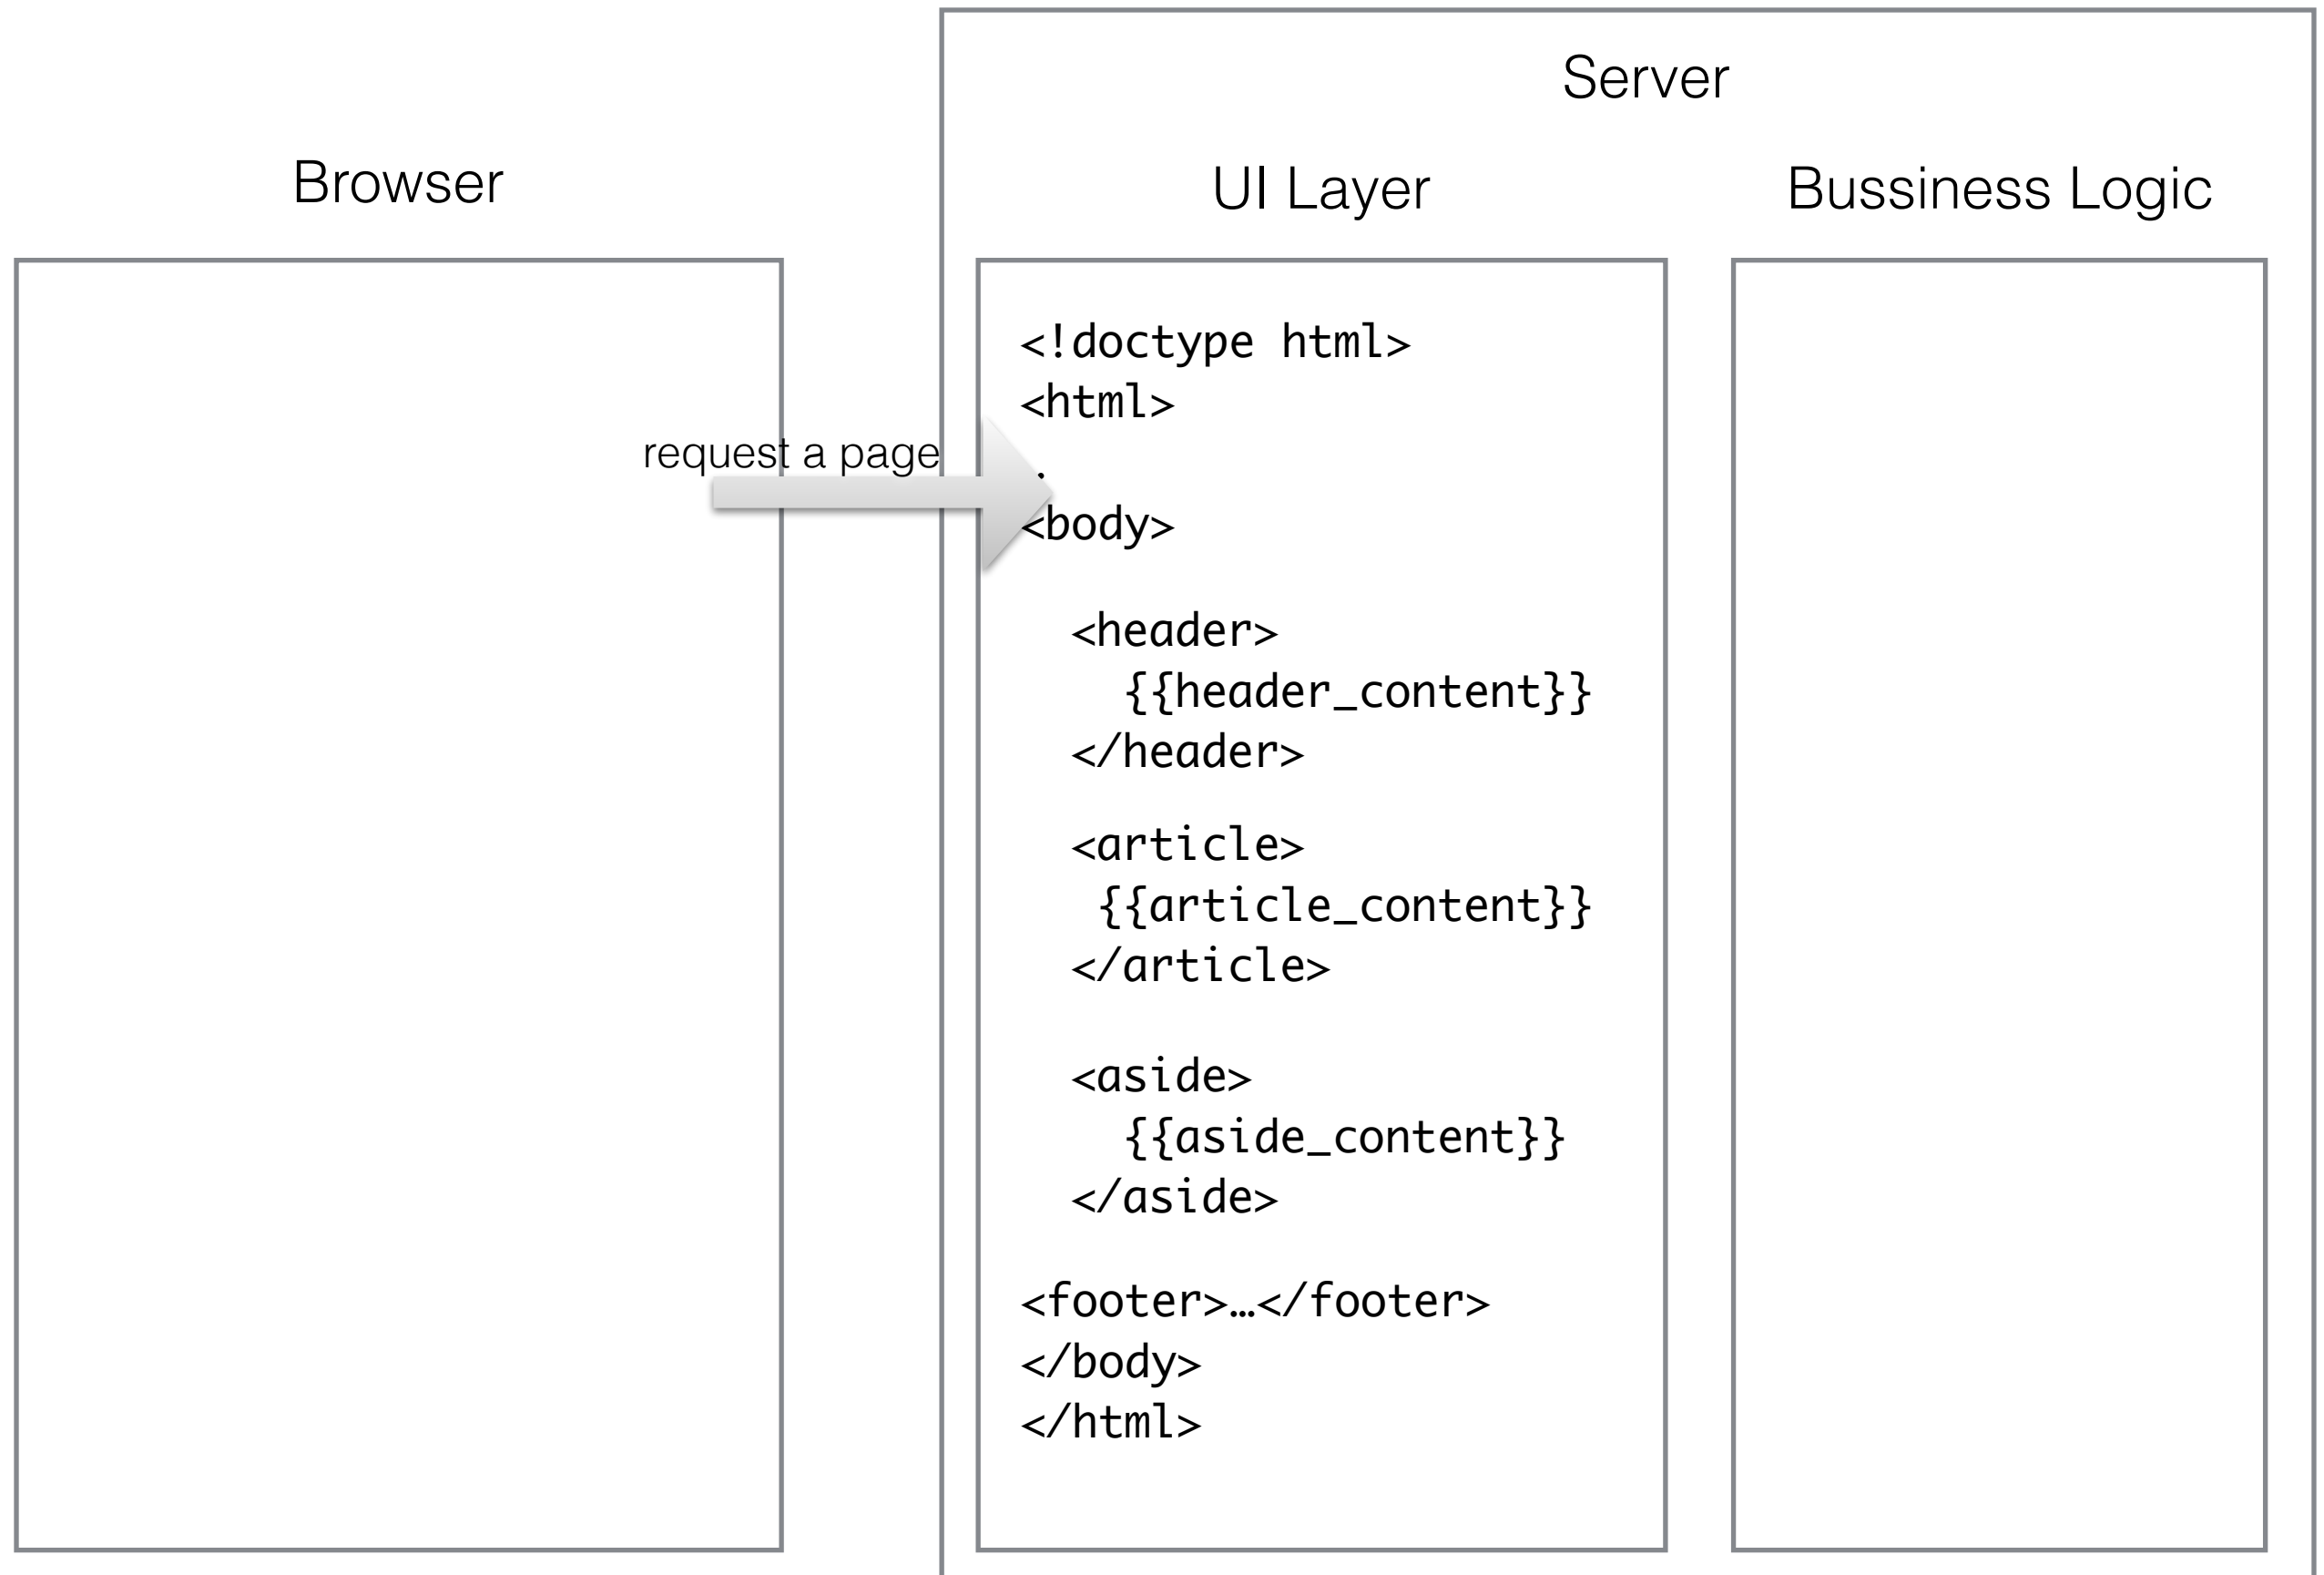 Server
Browser
UI Layer
Bussiness Logic
request a page
<!doctype html>
<html>
.
<body>
<header>
{{header_content}}
</header>
<article>
{{article_content}}
</article>
<aside>
{{aside_content}}
</aside>
<footer>…</footer>
</body>
</html>